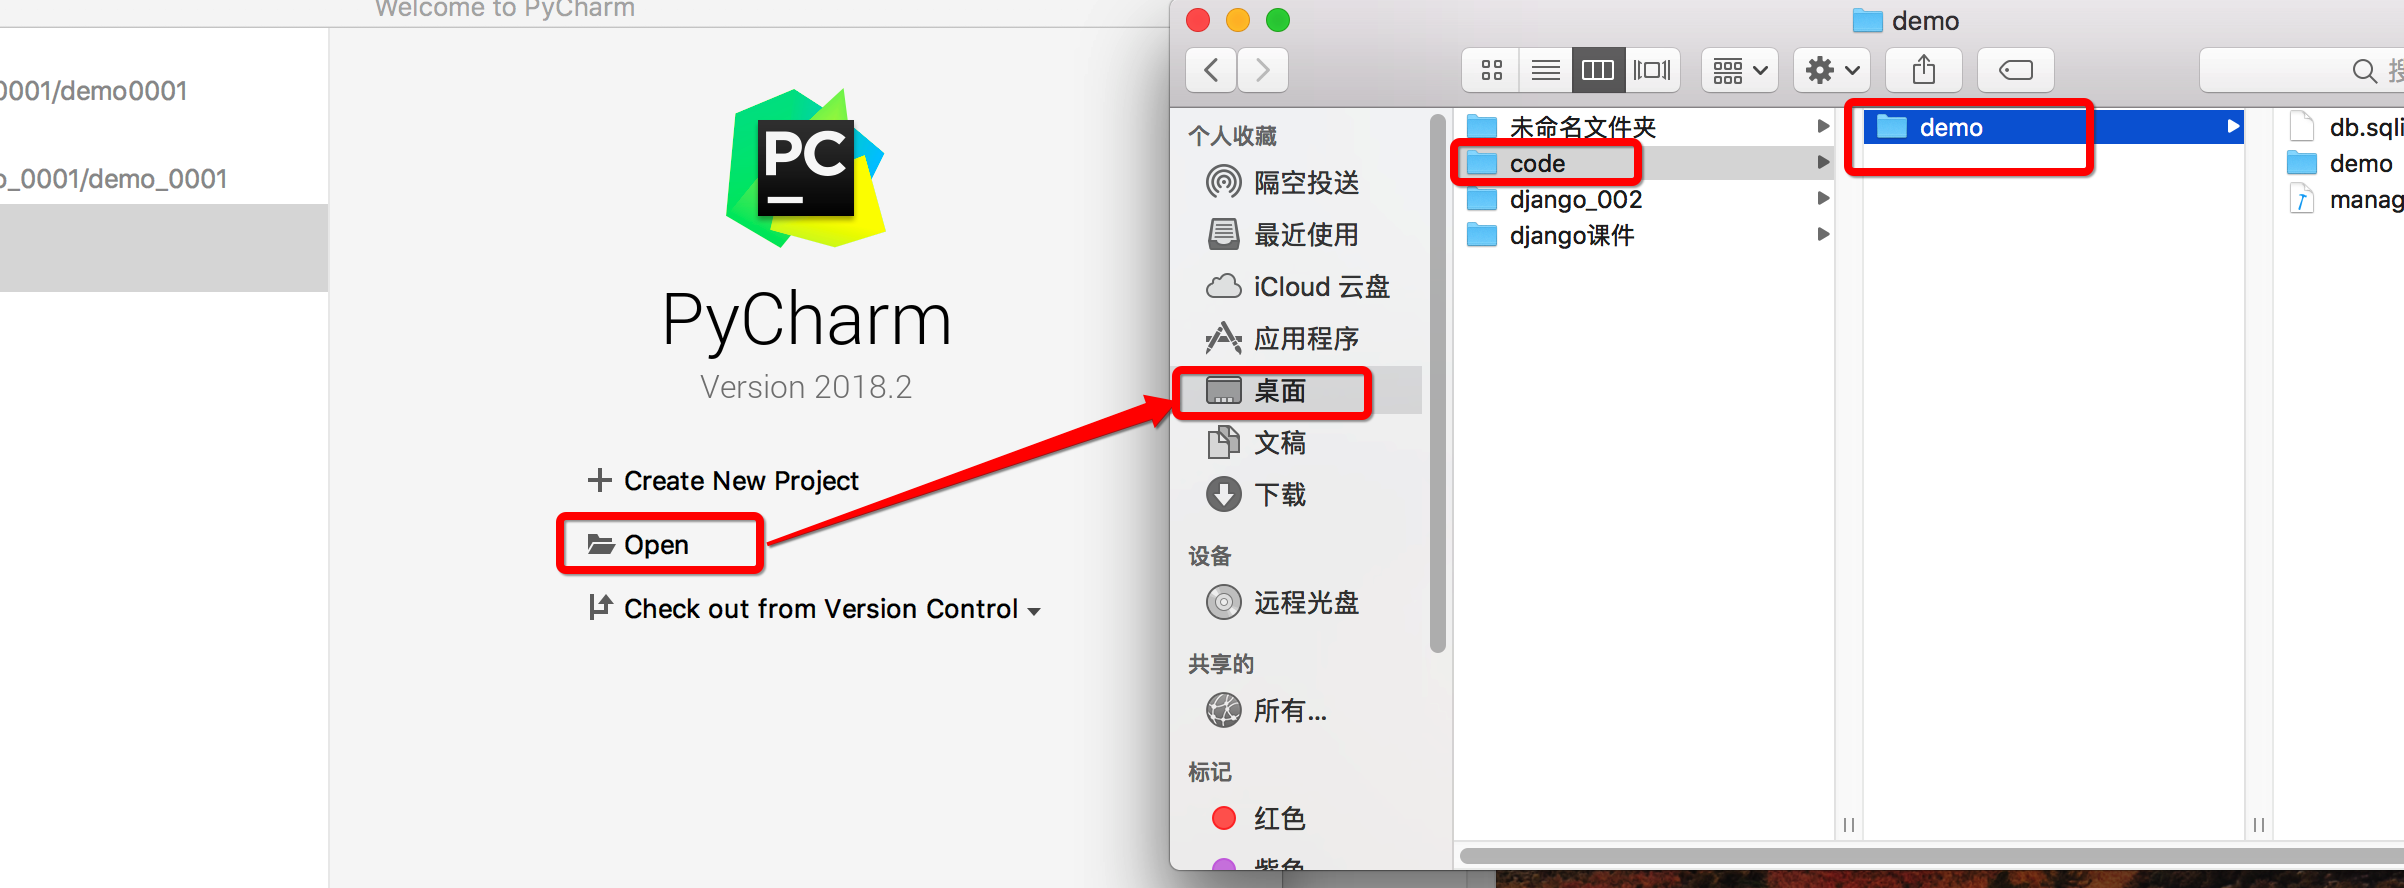 Welcome to PyCharm
0001/demo0001
o_0001/demo_0001
PC
PyCharm
Version 2018.2
Create New Project
Open
Check out from Version Control
demo
个人收藏
隔空投送
最近使用
iCloud 云盘
应用程序
桌面
文稿
下载
设备
远程光盘
共享的
所有...
标记
红色
紫色
未命名文件夹
code
django_002
django课件
demo
db.sqli
demo
manag